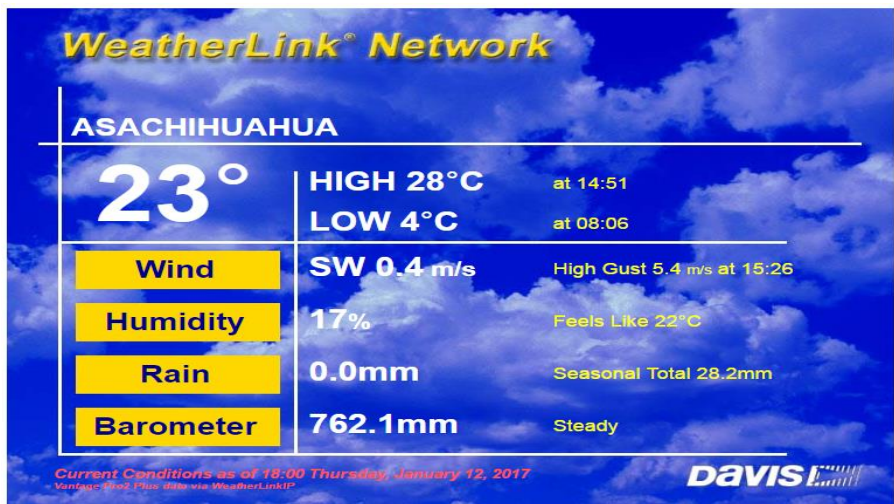 WeatherLink® Network
ASACHIHUAHUA
23°
HIGH 28°C at 14:51
LOW 4°C at 08:06
Wind SW 0.4 m/s High Gust 5.4 m/s at 15:26
Humidity 17% Feels Like 22°C
Rain 0.0mm Seasonal Total 28.2mm
Barometer 762.1mm Steady
Current Conditions as of 18:00 Thursday, January 12, 2017
Vantage Pro2 Plus data via WeatherLinkIP
DAVIS